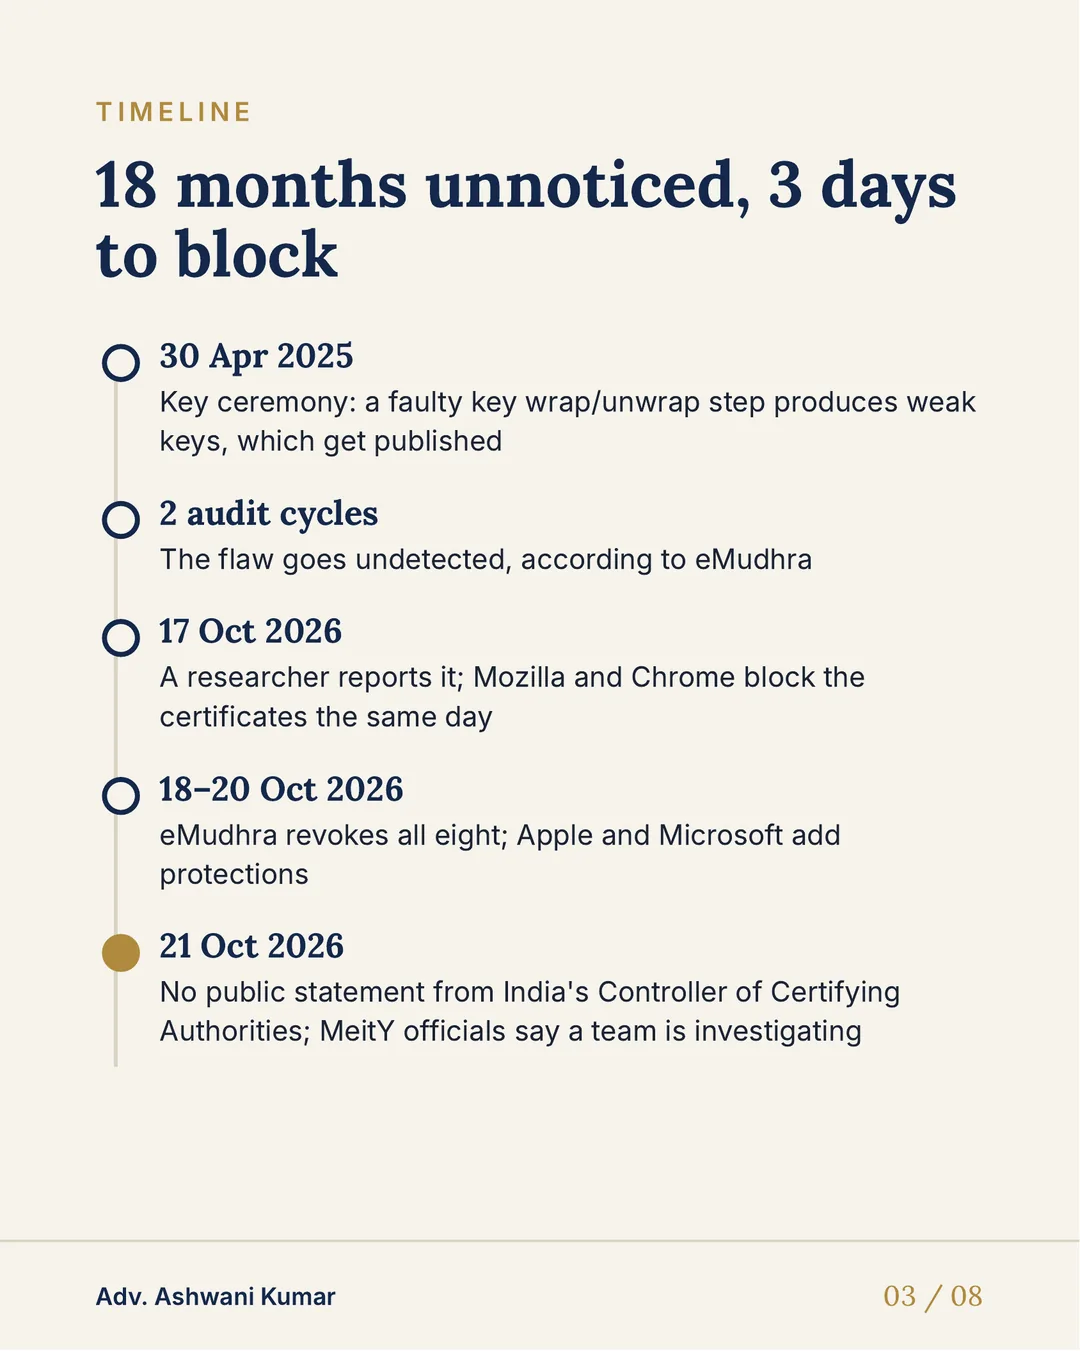 TIMELINE
18 months unnoticed, 3 days
to block
30 Apr 2025
Key ceremony: a faulty key wrap/unwrap step produces weak
keys, which get published
2 audit cycles
The flaw goes undetected, according to eMudhra
17 Oct 2026
A researcher reports it; Mozilla and Chrome block the
certificates the same day
18–20 Oct 2026
eMudhra revokes all eight; Apple and Microsoft add
protections
21 Oct 2026
No public statement from India's Controller of Certifying
Authorities; MeitY officials say a team is investigating
Adv. Ashwani Kumar
03 / 08